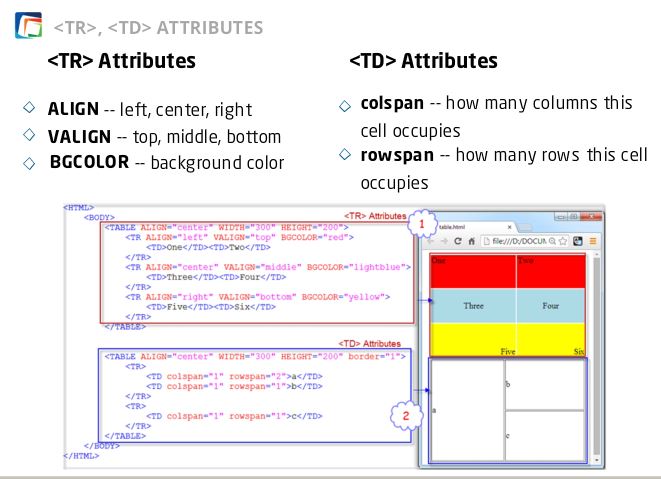 <TR>, <TD> ATTRIBUTES
<TR> Attributes
ALIGN -- left, center, right
VALIGN -- top, middle, bottom
BGCOLOR -- background color
<TD> Attributes
colspan -- how many columns this
cell occupies
rowspan -- how many rows this cell
occupies
<HTML>
<BODY>
<TR> Attributes
<TABLE ALIGN="center" WIDTH="300" HEIGHT="200">
<TR ALIGN="left" VALIGN="top" BGCOLOR="red">
<TD>One</TD><TD>Two</TD>
</TR>
<TR ALIGN="center" VALIGN="middle" BGCOLOR="lightblue">
<TD>Three</TD><TD>Four</TD>
</TR>
<TR ALIGN="right" VALIGN="bottom" BGCOLOR="yellow">
<TD>Five</TD><TD>Six</TD>
</TR>
</TABLE>
<TD> Attributes
<TABLE ALIGN="center" WIDTH="300" HEIGHT="200" border="1">
<TR>
<TD colspan="1" rowspan="2">a</TD>
<TD colspan="1" rowspan="1">b</TD>
</TR>
<TR>
<TD colspan="1" rowspan="1">c</TD>
</TR>
</TABLE>
</BODY>
</HTML>
1
2
table.html
file:///D:/DOCUM
One Two
Three Four
Five Six
a
b
c